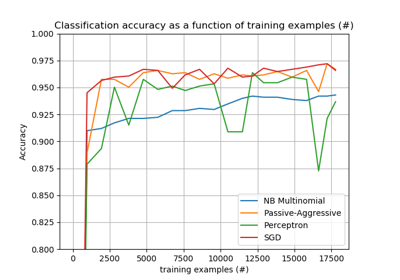 Classification accuracy as a function of training examples (#)
1.000
0.975
0.950
0.925
0.900
0.875
0.850
0.825
0.800
Accuracy
NB Multinomial
Passive-Aggressive
Perceptron
SGD
0 2500 5000 7500 10000 12500 15000 17500
training examples (#)